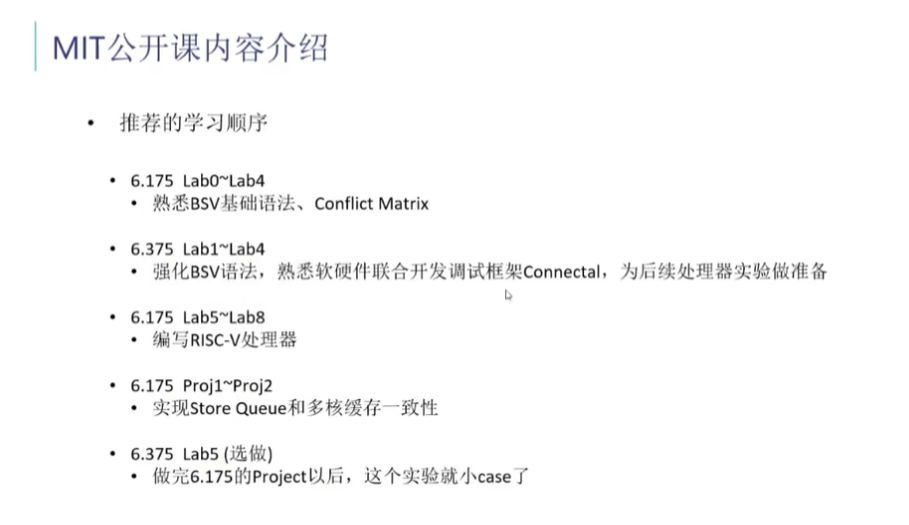 MIT公开课内容介绍
• 推荐的学习顺序
• 6.175 Lab0~Lab4
• 熟悉BSV基础语法、Conflict Matrix
• 6.375 Lab1~Lab4
• 强化BSV语法，熟悉软硬件联合开发调试框架Connectal，为后续处理器实验做准备
• 6.175 Lab5~Lab8
• 编写RISC-V处理器
• 6.175 Proj1~Proj2
• 实现Store Queue和多核缓存一致性
• 6.375 Lab5 (选做)
• 做完6.175的Project以后，这个实验就小case了